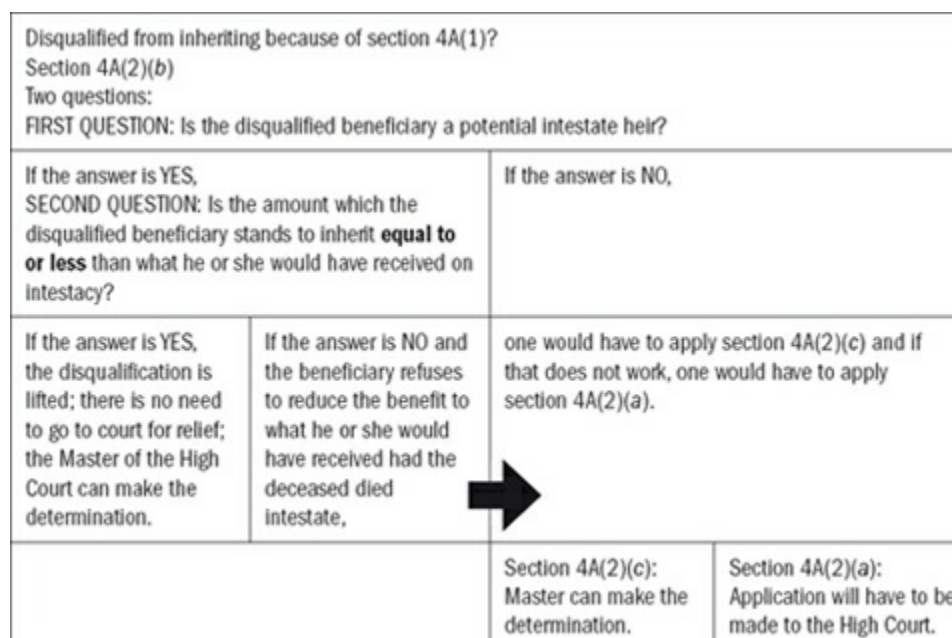 Disqualified from inheriting because of section 4A(1)?
Section 4A(2)(b)
Two questions:
FIRST QUESTION: Is the disqualified beneficiary a potential intestate heir?
If the answer is YES,
SECOND QUESTION: Is the amount which the
disqualified beneficiary stands to inherit equal to
or less than what he or she would have received on
intestacy?
If the answer is NO,
If the answer is YES,
the disqualification is
lifted; there is no need
to go to court for relief;
the Master of the High
Court can make the
determination.
If the answer is NO and
the beneficiary refuses
to reduce the benefit to
what he or she would
have received had the
deceased died
intestate,
one would have to apply section 4A(2)(c) and if
that does not work, one would have to apply
section 4A(2)(a).
Section 4A(2)(c):
Master can make the
determination.
Section 4A(2)(a):
Application will have to be
made to the High Court.